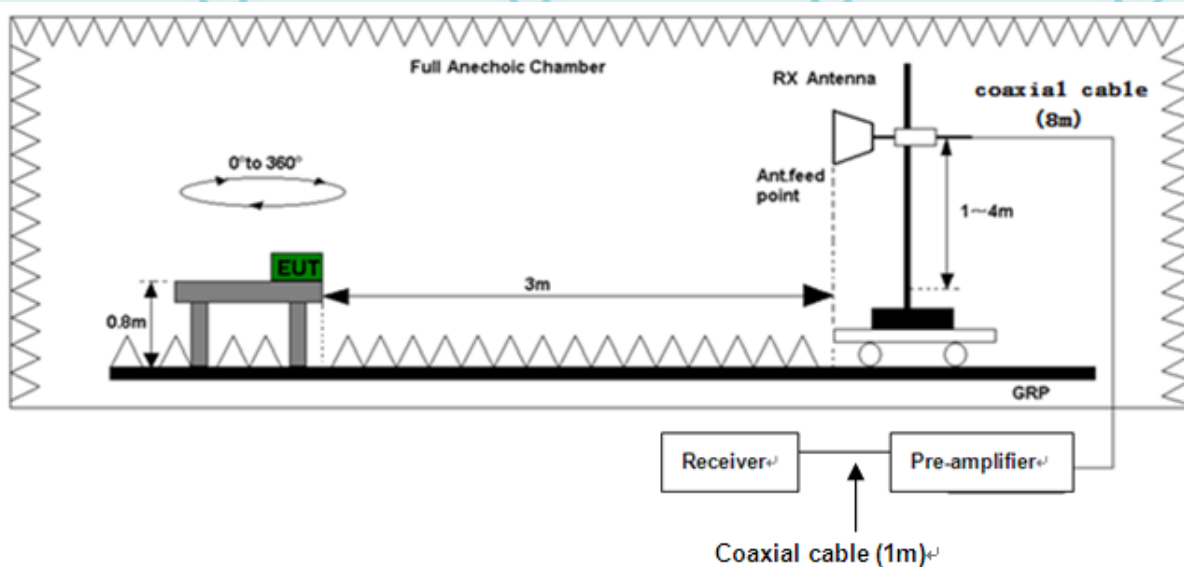 Full Anechoic Chamber
RX Antenna
coaxial cable
(8m)
0°to 360°
Ant.feed
point
1~4m
EUT
3m
0.8m
GRP
Receiver↵
Pre-amplifier↵
Coaxial cable (1m)↵